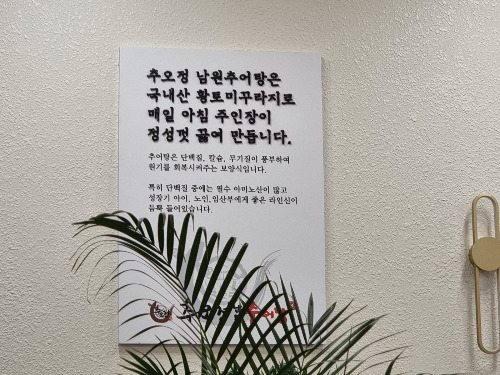 추오정 남원추어탕은
국내산 황토미꾸라지로
매일 아침 주인장이
정성껏 끓여 만듭니다.
추어탕은 단백질, 칼슘, 무기질이 풍부하여
원기를 회복시켜주는 보양식입니다.
특히 단백질 중에는 필수 아미노산이 많고
성장기 아이, 노인, 임산부에게 좋은 라인신이
듬뿍 들어있습니다.